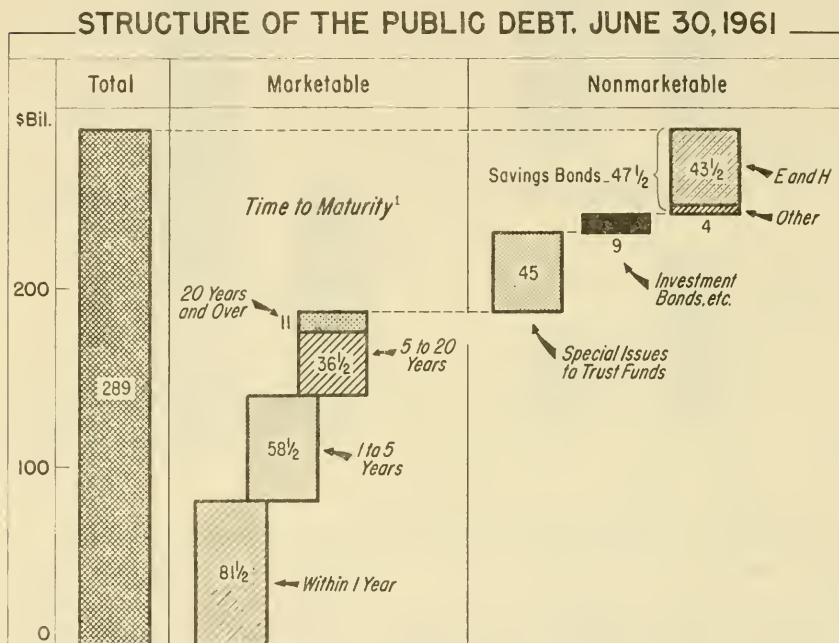 STRUCTURE OF THE PUBLIC DEBT, JUNE 30, 1961
Total
Marketable
Nonmarketable
$Bil.
200
100
0
289
Time to Maturity¹
20 Years
and Over
11
36½
5 to 20
Years
58½
1 to 5
Years
81½
Within 1 Year
Savings Bonds_47½
43½
E and H
Other
4
9
Investment
Bonds, etc.
45
Special Issues
to Trust Funds